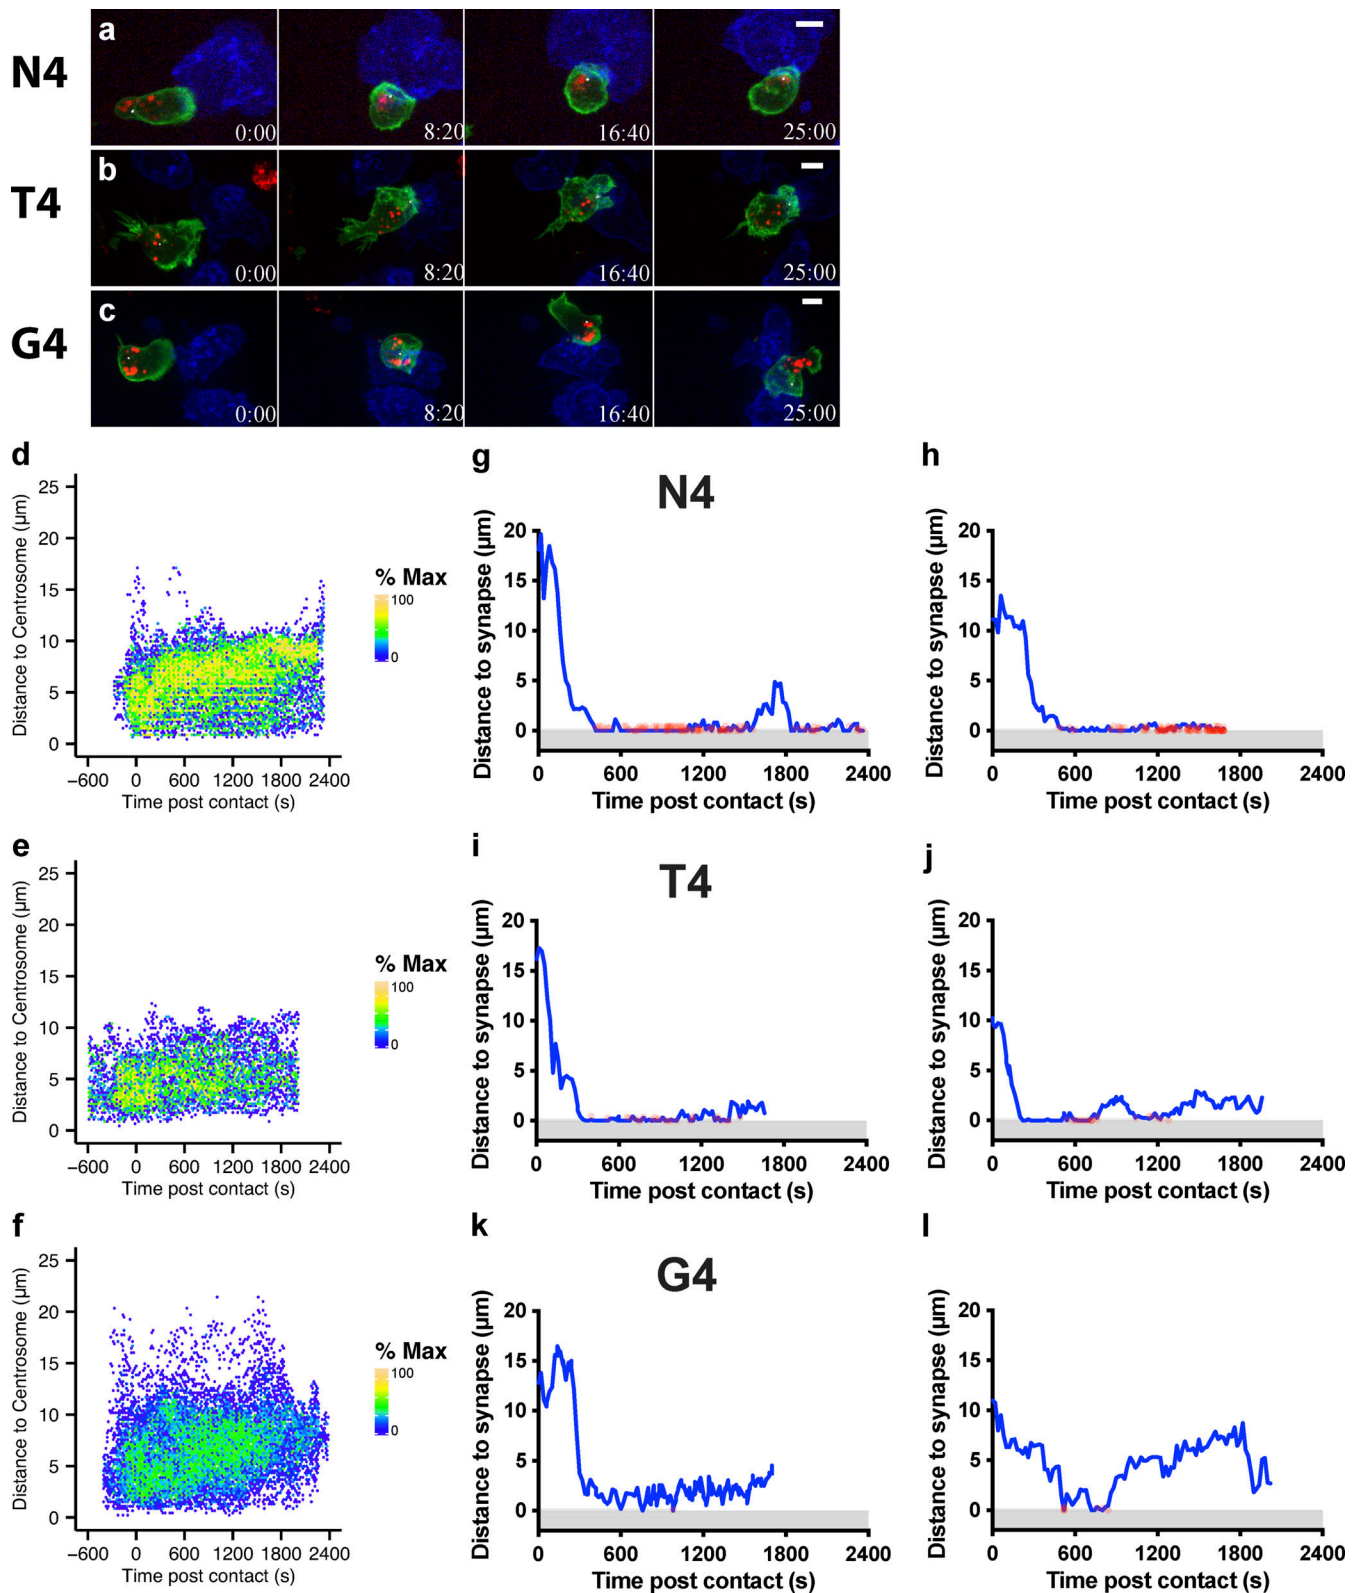 a
N4
0:00
8:20
16:40
25:00
b
T4
0:00
8:20
16:40
25:00
c
G4
0:00
8:20
16:40
25:00
d
25
20
15
10
5
0
Distance to Centrosome (µm)
−600 0 600 1200 1800 2400
Time post contact (s)
% Max
100
0
g
N4
20
15
10
5
0
Distance to synapse (µm)
0 600 1200 1800 2400
Time post contact (s)
h
20
15
10
5
0
Distance to synapse (µm)
0 600 1200 1800 2400
Time post contact (s)
e
25
20
15
10
5
0
Distance to Centrosome (µm)
−600 0 600 1200 1800 2400
Time post contact (s)
% Max
100
0
i
T4
20
15
10
5
0
Distance to synapse (µm)
0 600 1200 1800 2400
Time post contact (s)
j
20
15
10
5
0
Distance to synapse (µm)
0 600 1200 1800 2400
Time post contact (s)
f
25
20
15
10
5
0
Distance to Centrosome (µm)
−600 0 600 1200 1800 2400
Time post contact (s)
% Max
100
0
k
G4
20
15
10
5
0
Distance to synapse (µm)
0 600 1200 1800 2400
Time post contact (s)
l
20
15
10
5
0
Distance to synapse (µm)
0 600 1200 1800 2400
Time post contact (s)